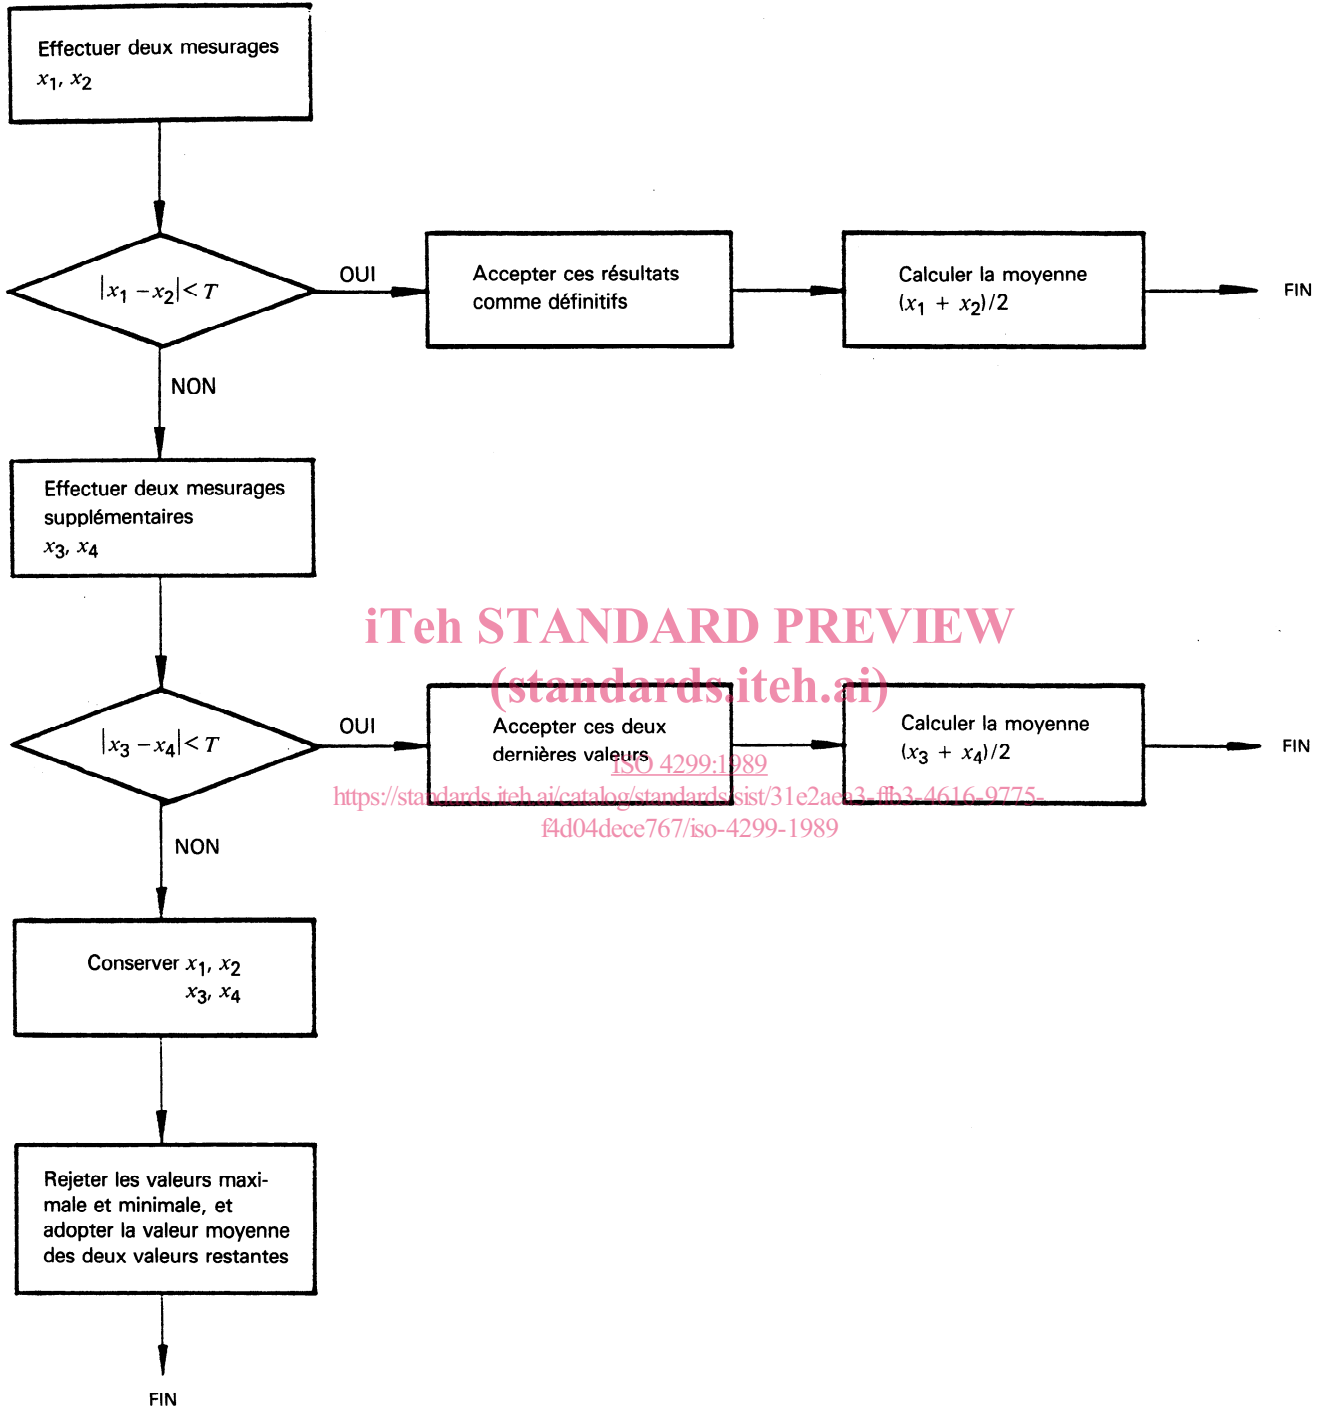 Effectuer deux mesurages
x1, x2
|x1 − x2| < T
OUI
Accepter ces résultats
comme définitifs
Calculer la moyenne
(x1 + x2)/2
FIN
NON
Effectuer deux mesurages
supplémentaires
x3, x4
iTeh STANDARD PREVIEW
(standards.iteh.ai)
|x3 − x4| < T
OUI
Accepter ces deux
dernières valeurs
Calculer la moyenne
(x3 + x4)/2
FIN
ISO 4299:1989
https://standards.iteh.ai/catalog/standards/sist/31e2aea3-ffb3-4616-9775-
f4d04dece767/iso-4299-1989
NON
Conserver x1, x2
x3, x4
Rejeter les valeurs maxi-
male et minimale, et
adopter la valeur moyenne
des deux valeurs restantes
FIN